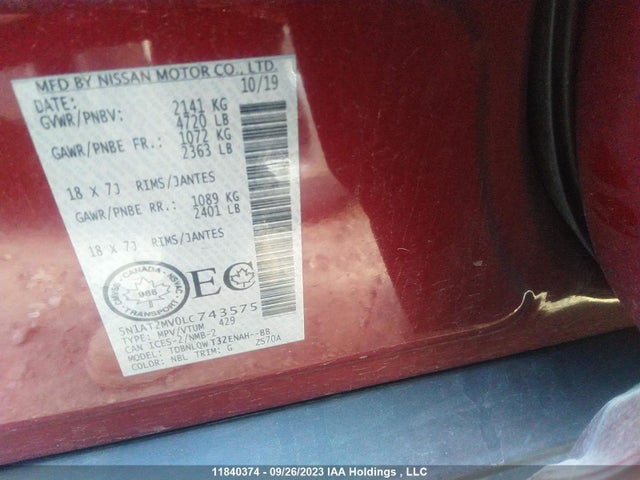 MFD BY NISSAN MOTOR CO., LTD.
DATE: 10/19
GVWR/PNBV: 2141 KG
4720 LB
GAWR/PNBE FR.: 1072 KG
2363 LB
18 X 7J RIMS/JANTES
GAWR/PNBE RR.: 1089 KG
2401 LB
18 X 7J RIMS/JANTES
CANADA
988
EC
5N1AT2MV0LC743575
TYPE: MPV/VTUM 429
CAN ICES-2/NMB-2
MODEL: TDBNLOW T32ENAH--BB
COLOR: NBL TRIM: G Z570A
11840374 - 09/26/2023 IAA Holdings , LLC